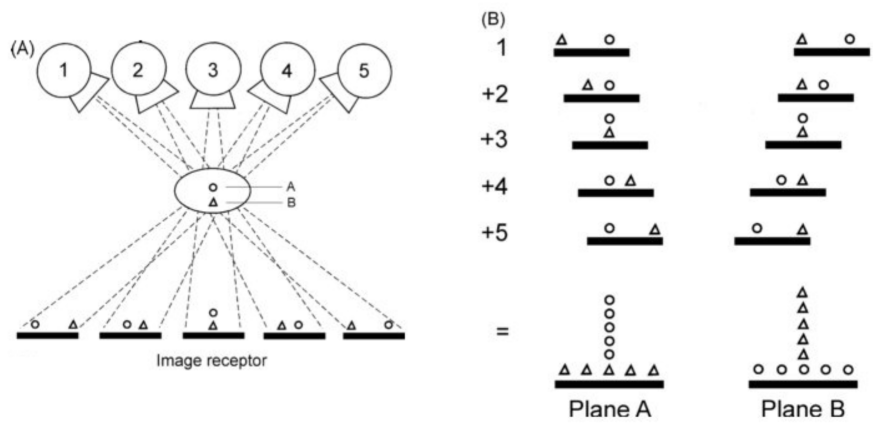 (A)
1 2 3 4 5
A
B
Image receptor
(B)
1
+2
+3
+4
+5
=
Plane A Plane B